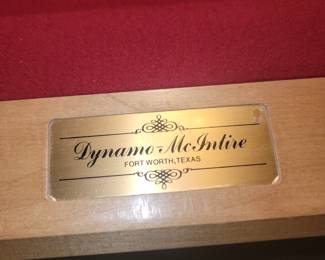 Dynamo-McIntire
FORT WORTH, TEXAS